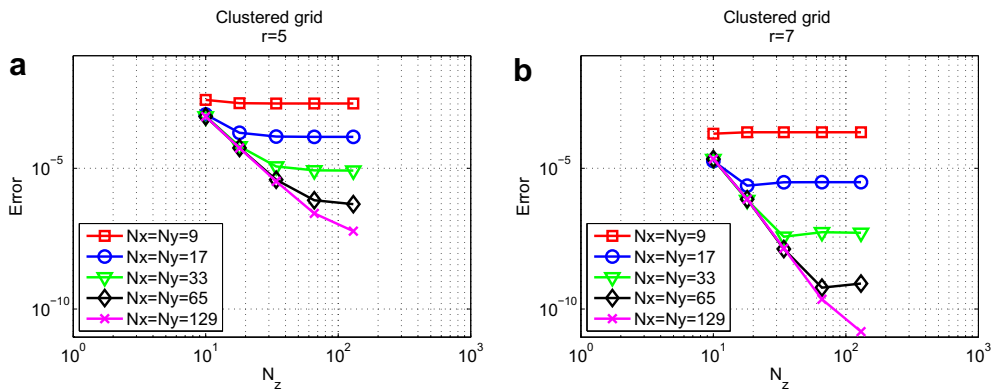 Clustered grid
r=5
a
Error
10^-5
10^-10
Nx=Ny=9
Nx=Ny=17
Nx=Ny=33
Nx=Ny=65
Nx=Ny=129
10^0
10^1
10^2
10^3
N_z
Clustered grid
r=7
b
Error
10^-5
10^-10
Nx=Ny=9
Nx=Ny=17
Nx=Ny=33
Nx=Ny=65
Nx=Ny=129
10^0
10^1
10^2
10^3
N_z